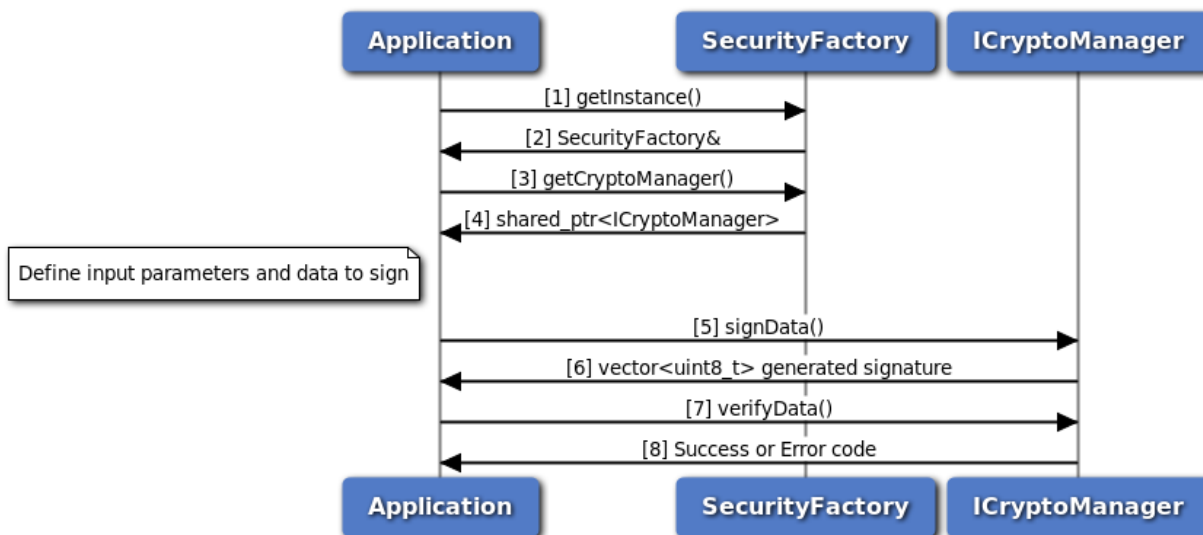 Application
SecurityFactory
ICryptoManager
[1] getInstance()
[2] SecurityFactory&
[3] getCryptoManager()
[4] shared_ptr<ICryptoManager>
Define input parameters and data to sign
[5] signData()
[6] vector<uint8_t> generated signature
[7] verifyData()
[8] Success or Error code
Application
SecurityFactory
ICryptoManager